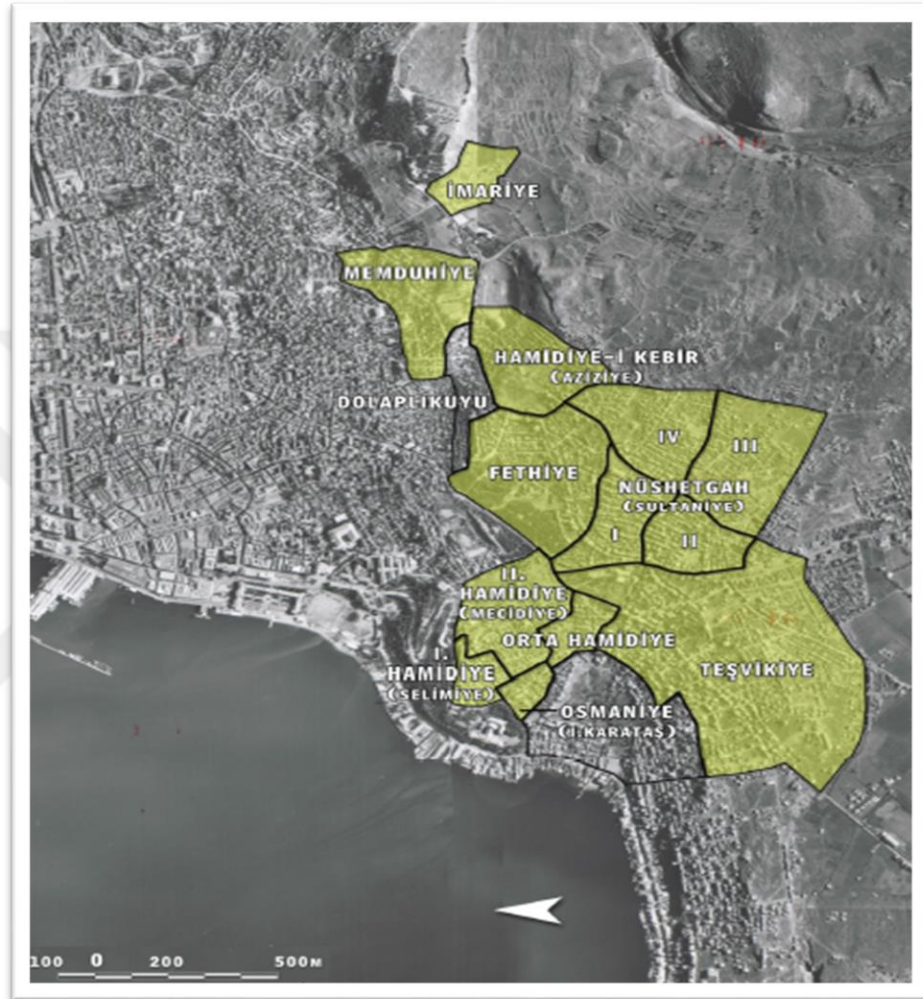 İMARİYE
MEMDUHİYE
HAMİDİYE-İ KEBİR
(AZİZİYE)
DOLAPLIKUYU
IV
III
FETHİYE
NÜSHETGAH
(SULTANİYE)
I
II
II.
HAMİDİYE
(MECİDİYE)
ORTA HAMİDİYE
I.
HAMİDİYE
(SELİMİYE)
TEŞVİKİYE
OSMANİYE
(I.KARATAŞ)
100 0 200 500M